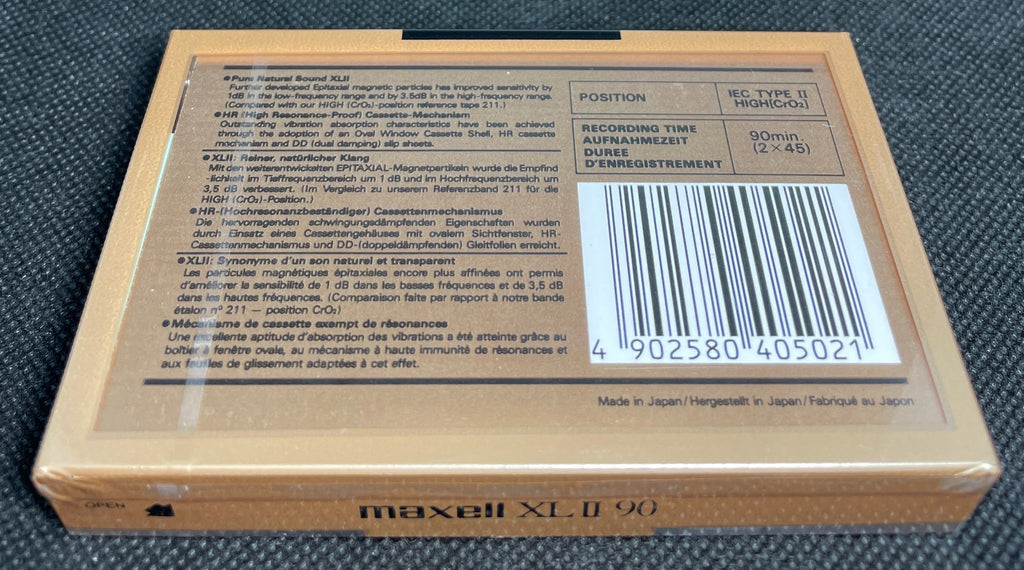 ●Pure Natural Sound XLII
Further developed Epitaxial magnetic particles has improved sensitivity by
1dB in the low-frequency range and by 3.5dB in the high-frequency range.
(Compared with our HIGH (CrO₂)-position reference tape 211.)
●HR (High Resonance-Proof) Cassette-Mechanism
Outstanding vibration absorption characteristics have been achieved
through the adoption of an Oval Window Cassette Shell, HR cassette
mechanism and DD (dual damping) slip sheets.
●XLII: Reiner, natürlicher Klang
Mit den weiterentwickelten EPITAXIAL-Magnetpartikeln wurde die Empfind
-lichkeit im Tieffrequenzbereich um 1 dB und im Hochfrequenzbereich um
3,5 dB verbessert. (Im Vergleich zu unserem Referenzband 211 für die
HIGH (CrO₂)-Position.)
●HR-(Hochresonanzbeständiger) Cassettenmechanismus
Die hervorragenden schwingungsdämpfenden Eigenschaften wurden
durch Einsatz eines Cassettengehäuses mit ovalem Sichtfenster, HR-
Cassettenmechanismus und DD-(doppeldämpfenden) Gleitfolien erreicht.
●XLII: Synonyme d'un son naturel et transparent
Les particules magnétiques épitaxiales encore plus affinées ont permis
d'améliorer la sensibilité de 1 dB dans les basses fréquences et de 3,5 dB
dans les hautes fréquences. (Comparaison faite par rapport à notre bande
étalon nº 211 — position CrO₂)
●Mécanisme de cassette exempt de résonances
Une excellente aptitude d'absorption des vibrations a été atteinte grâce au
boîtier à fenêtre ovale, au mécanisme à haute immunité de résonances et
aux feuilles de glissement adaptées à cet effet.
POSITION
IEC TYPE II
HIGH[CrO₂]
RECORDING TIME
AUFNAHMEZEIT
DUREE
D'ENREGISTREMENT
90min.
(2×45)
4 902580 405021
Made in Japan/Hergestellt in Japan/Fabriqué au Japon
OPEN
maxell XL II 90